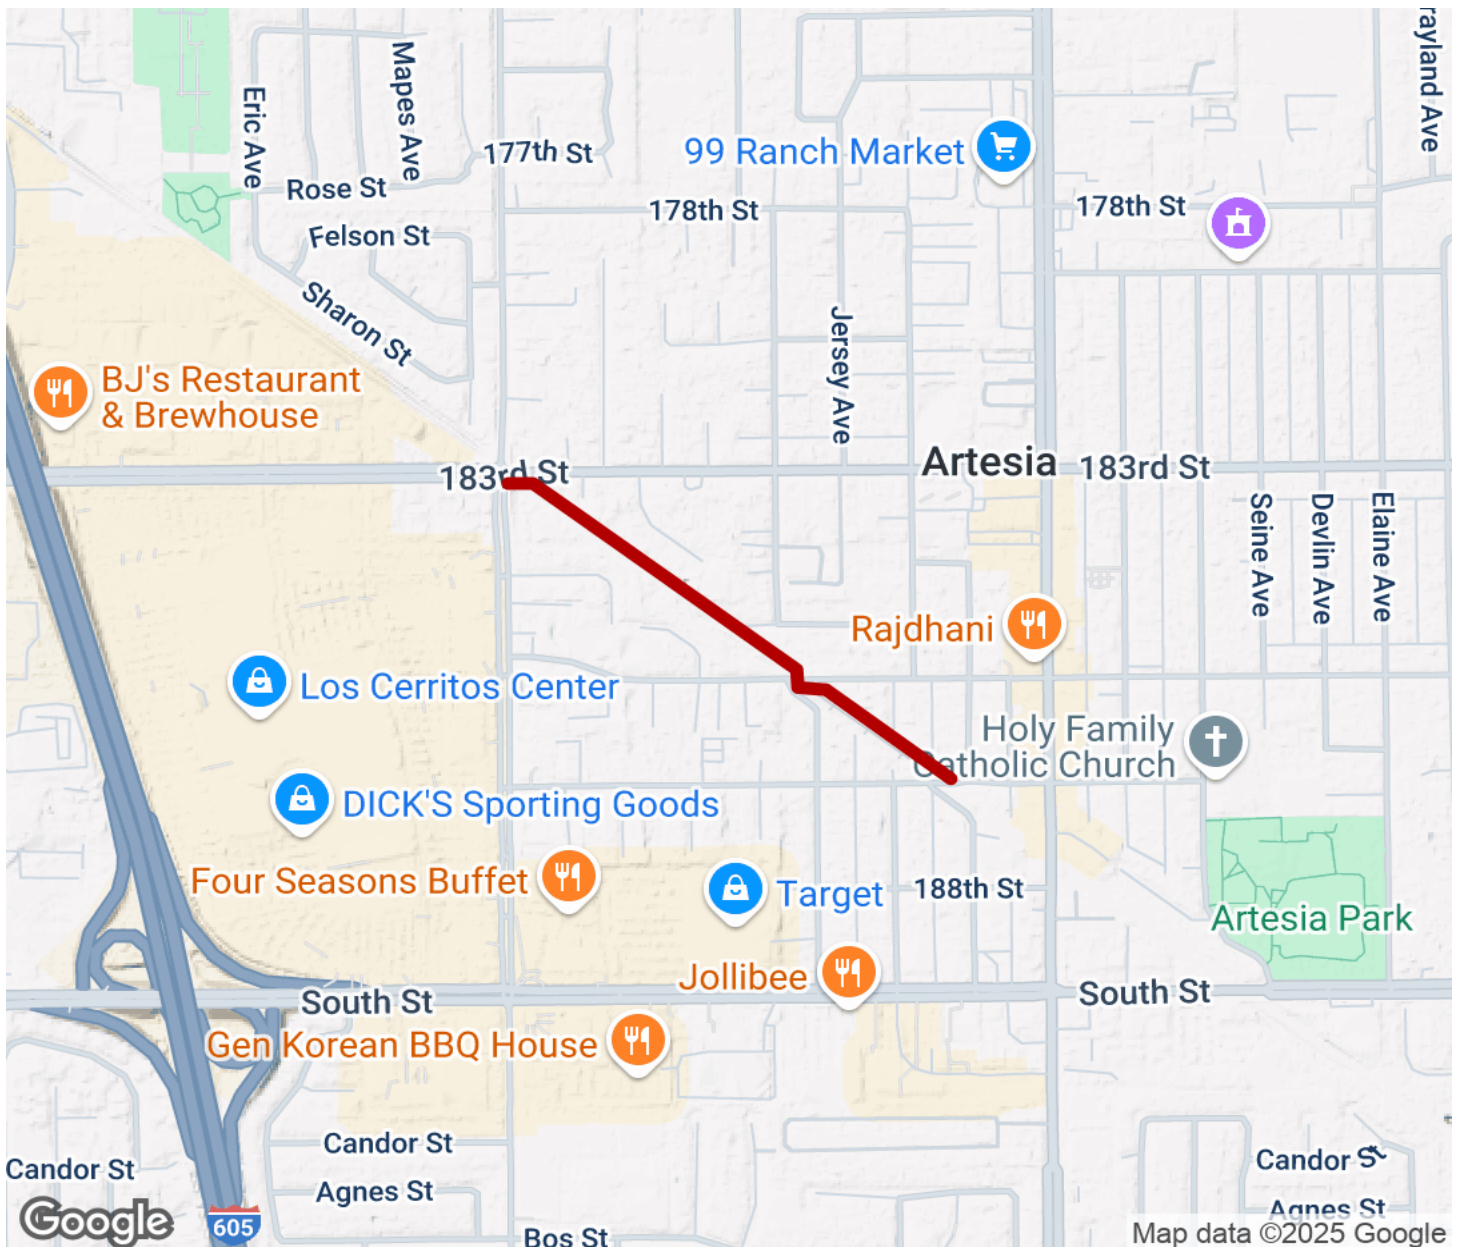 rayland Ave
Mapes Ave
Eric Ave
177th St
99 Ranch Market
Rose St
178th St
178th St
Felson St
Sharon St
Jersey Ave
BJ's Restaurant
& Brewhouse
183rd St
Artesia
183rd St
Seine Ave
Devlin Ave
Elaine Ave
Rajdhani
Los Cerritos Center
Holy Family
Catholic Church
DICK'S Sporting Goods
Four Seasons Buffet
Target
188th St
Artesia Park
Jollibee
South St
South St
Gen Korean BBQ House
Candor St
Candor St
Candor St
Agnes St
Agnes St
Google
605
Bos St
Map data ©2025 Google